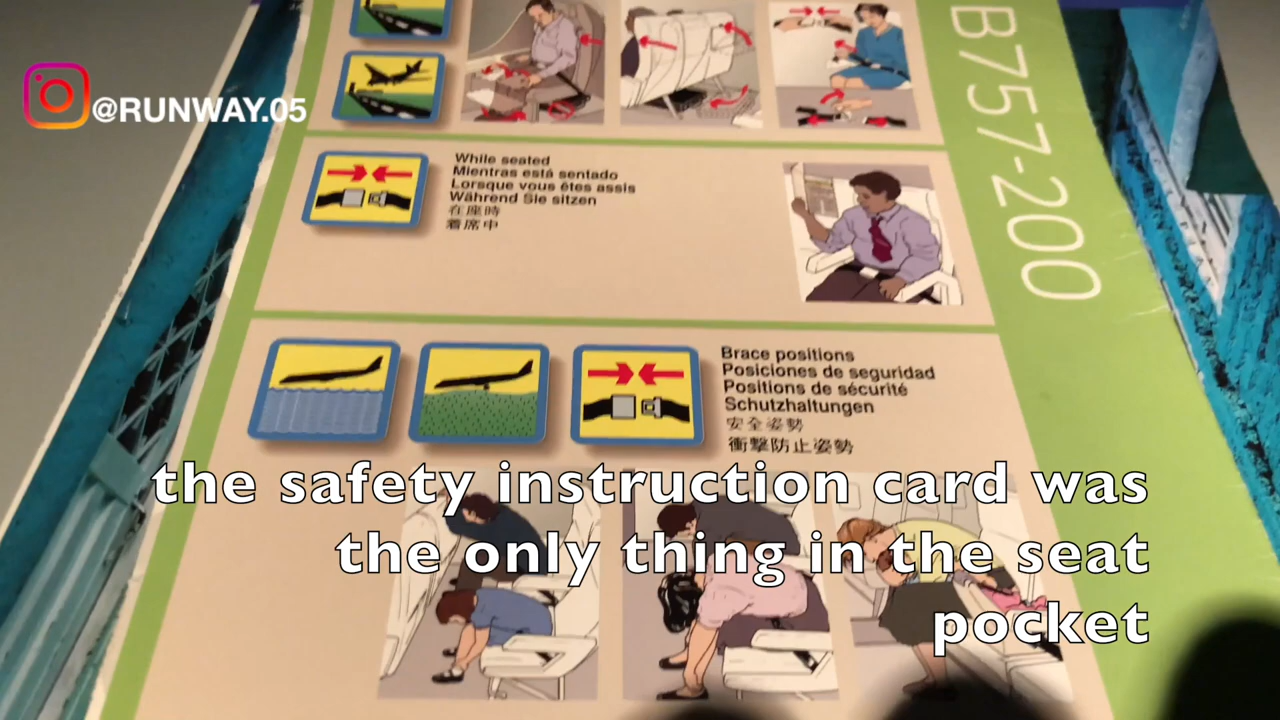 @RUNWAY.05
B757-200
While seated
Mientras está sentado
Lorsque vous êtes assis
Während Sie sitzen
在座時
着席中
Brace positions
Posiciones de seguridad
Positions de sécurité
Schutzhaltungen
安全姿勢
衝撃防止姿勢
the safety instruction card was
the only thing in the seat
pocket